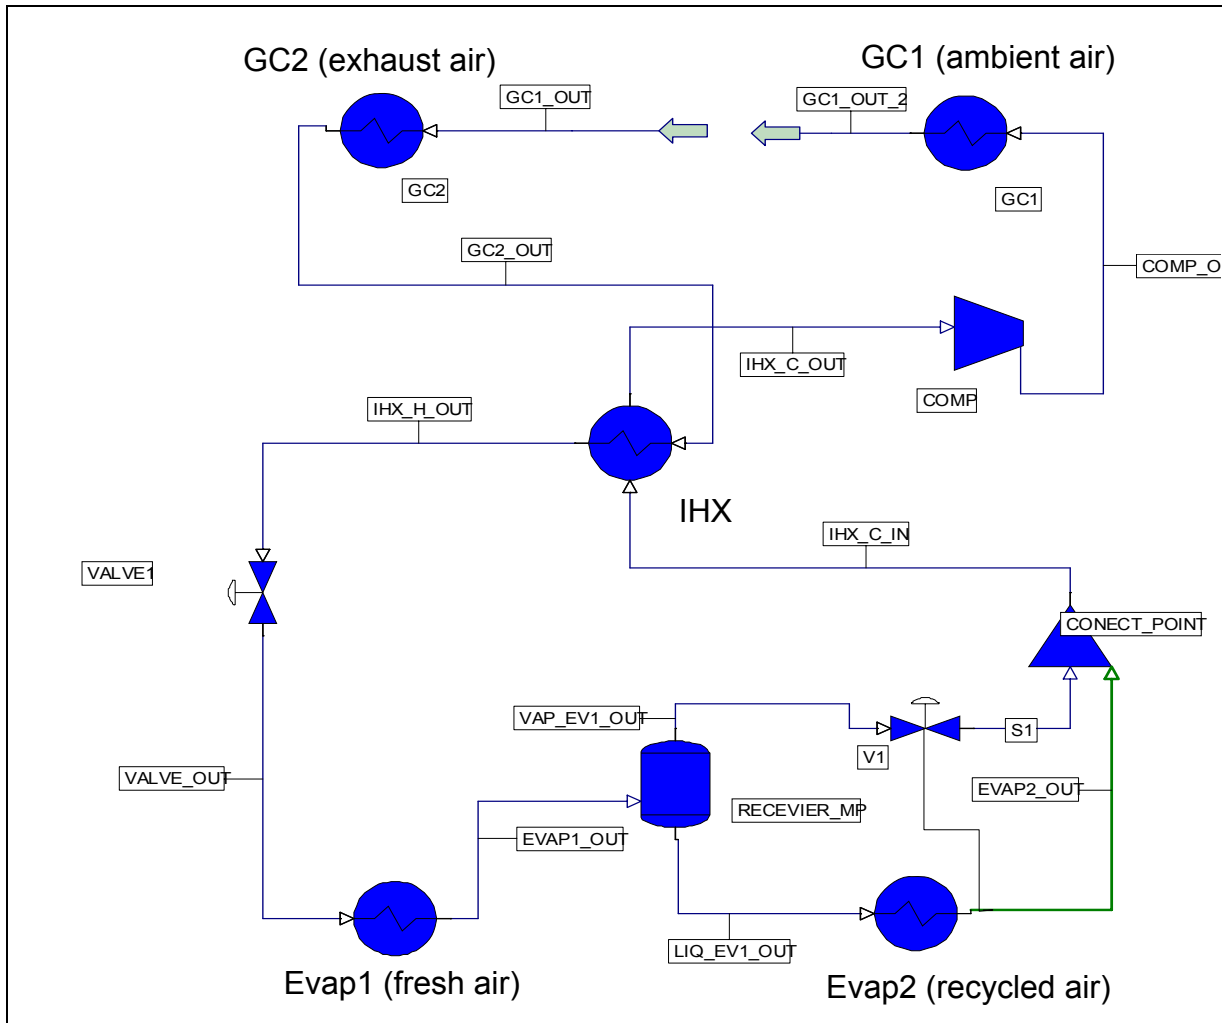 GC2 (exhaust air)
GC1 (ambient air)
GC1_OUT
GC1_OUT_2
GC2
GC1
GC2_OUT
COMP_O
IHX_C_OUT
COMP
IHX_H_OUT
IHX
IHX_C_IN
VALVE1
CONECT_POINT
VAP_EV1_OUT
S1
V1
VALVE_OUT
EVAP2_OUT
RECEVIER_MP
EVAP1_OUT
LIQ_EV1_OUT
Evap1 (fresh air)
Evap2 (recycled air)